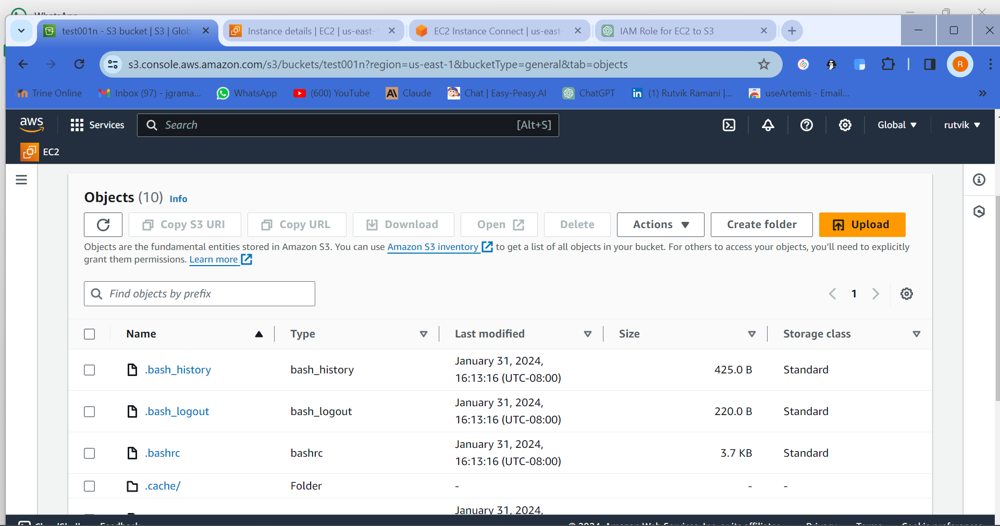 test001n - S3 bucket | S3 | Glob
Instance details | EC2 | us-east-
EC2 Instance Connect | us-east-
IAM Role for EC2 to S3
s3.console.aws.amazon.com/s3/buckets/test001n?region=us-east-1&bucketType=general&tab=objects
R
Trine Online
Inbox (97) - jgrama...
WhatsApp
(600) YouTube
Claude
Chat | Easy-Peasy.AI
ChatGPT
(1) Rutvik Ramani |...
useArtemis - Email...
aws
Services
Search
[Alt+S]
Global
rutvik
EC2
Objects (10) Info
Copy S3 URI
Copy URL
Download
Open
Delete
Actions
Create folder
Upload
Objects are the fundamental entities stored in Amazon S3. You can use Amazon S3 inventory to get a list of all objects in your bucket. For others to access your objects, you’ll need to explicitly
grant them permissions. Learn more
Find objects by prefix
1
Name Type Last modified Size Storage class
.bash_history bash_history January 31, 2024, 16:13:16 (UTC-08:00) 425.0 B Standard
.bash_logout bash_logout January 31, 2024, 16:13:16 (UTC-08:00) 220.0 B Standard
.bashrc bashrc January 31, 2024, 16:13:16 (UTC-08:00) 3.7 KB Standard
.cache/ Folder - - -
January 31, 2024,